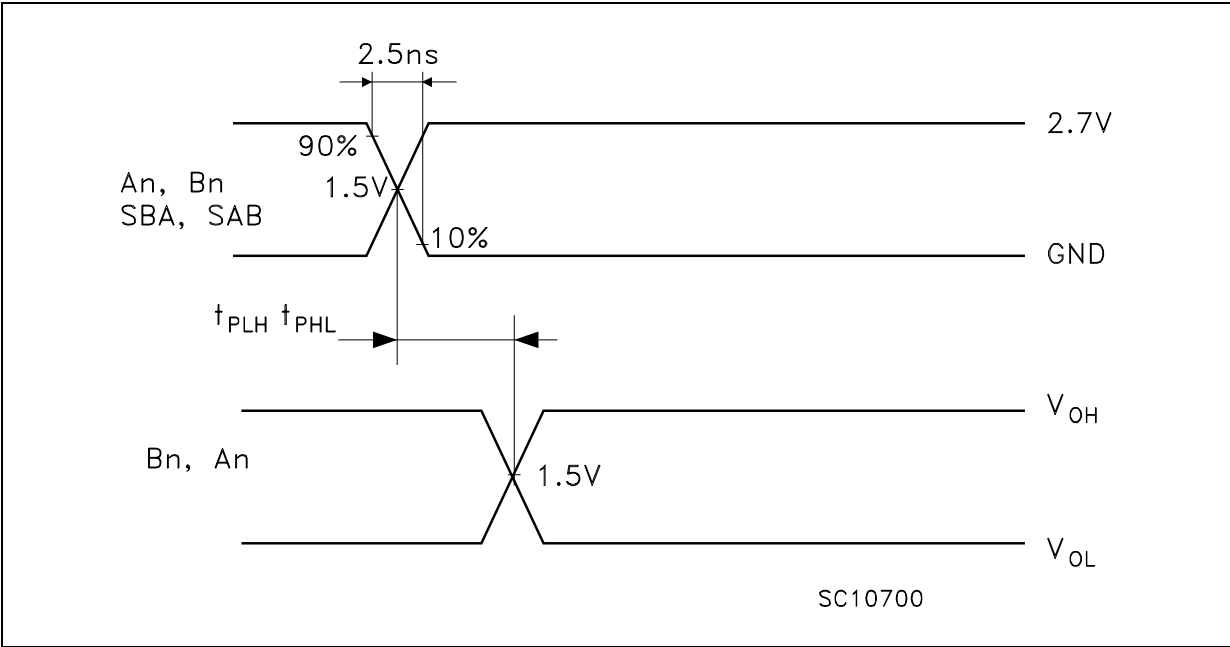 2.5ns
2.7V
90%
An, Bn
1.5V
SBA, SAB
10%
GND
tPLH tPHL
VOH
Bn, An
1.5V
VOL
SC10700